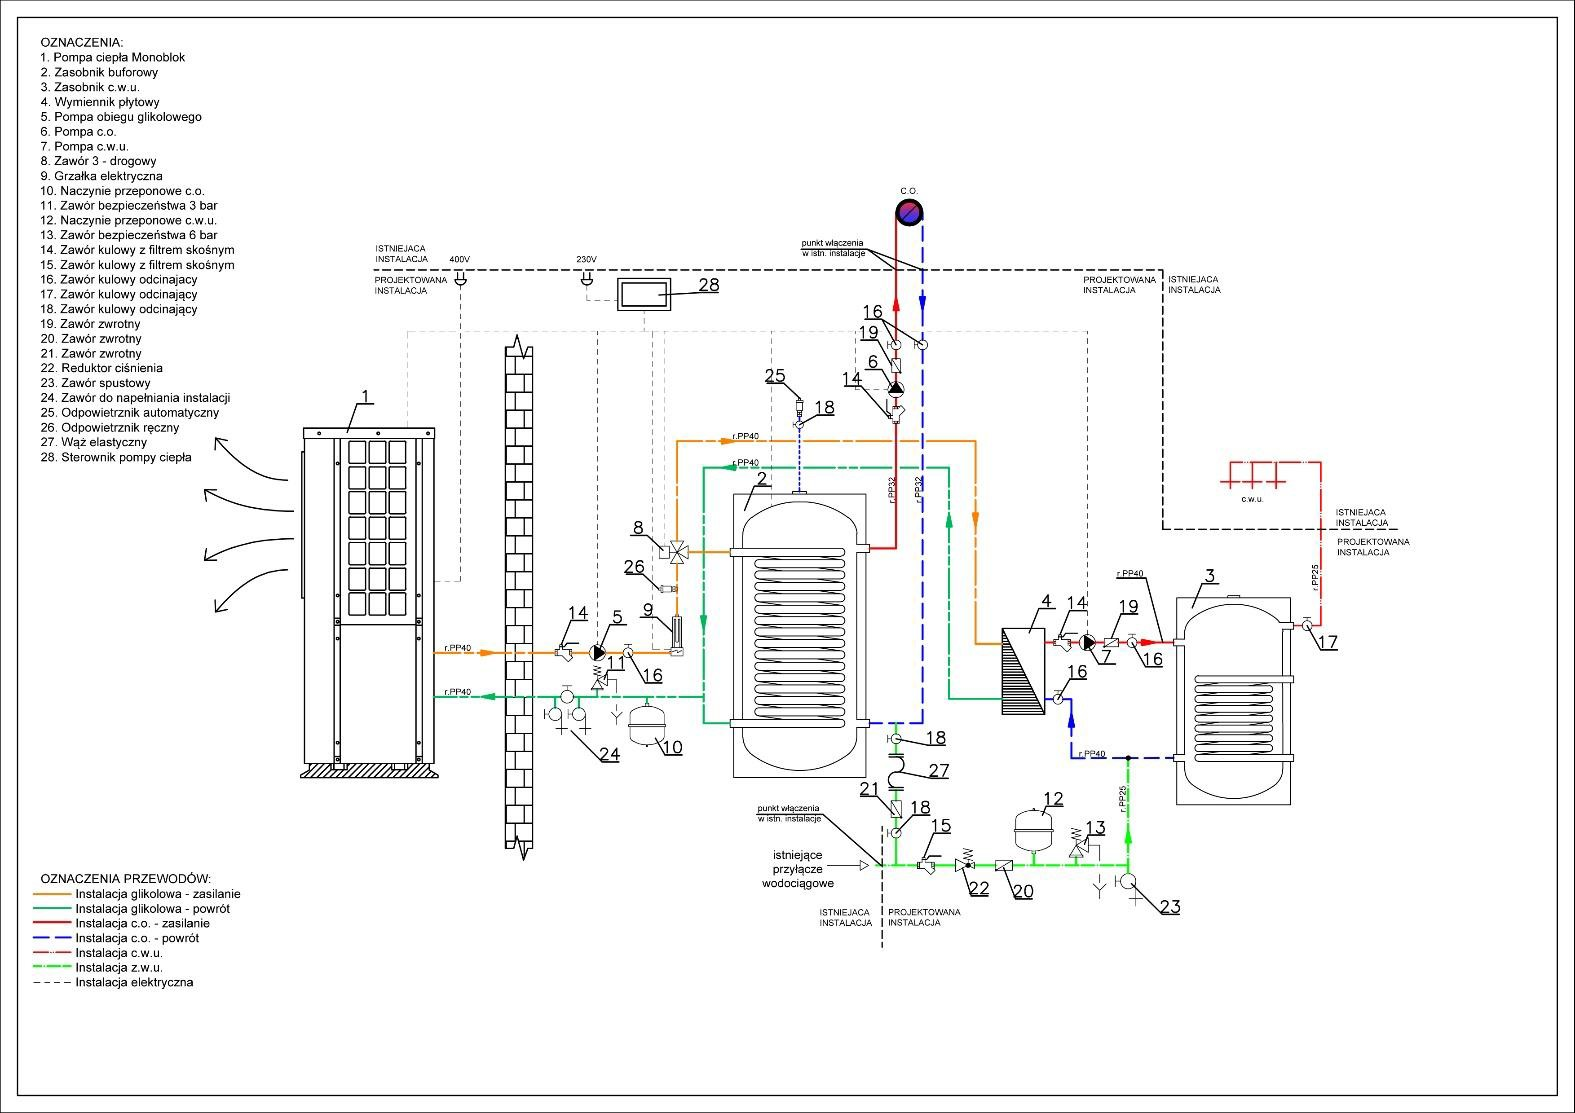 OZNACZENIA:
1. Pompa ciepła Monoblok
2. Zasobnik buforowy
3. Zasobnik c.w.u.
4. Wymiennik płytowy
5. Pompa obiegu glikolowego
6. Pompa c.o.
7. Pompa c.w.u.
8. Zawór 3 - drogowy
9. Grzałka elektryczna
10. Naczynie przeponowe c.o.
11. Zawór bezpieczeństwa 3 bar
12. Naczynie przeponowe c.w.u.
13. Zawór bezpieczeństwa 6 bar
14. Zawór kulowy z filtrem skośnym
15. Zawór kulowy z filtrem skośnym
16. Zawór kulowy odcinajacy
17. Zawór kulowy odcinający
18. Zawór kulowy odcinający
19. Zawór zwrotny
20. Zawór zwrotny
21. Zawór zwrotny
22. Reduktor ciśnienia
23. Zawór spustowy
24. Zawór do napełniania instalacji
25. Odpowietrznik automatyczny
26. Odpowietrznik ręczny
27. Wąż elastyczny
28. Sterownik pompy ciepła
C.O.
punkt włączenia
w istn. instalacje
ISTNIEJACA
INSTALACJA
400V
230V
PROJEKTOWANA
INSTALACJA
28
PROJEKTOWANA
INSTALACJA
ISTNIEJACA
INSTALACJA
16
19
6
14
25
18
1
r.PP40
r.PP40
2
r.PP32
r.PP32
c.w.u.
ISTNIEJACA
INSTALACJA
PROJEKTOWANA
INSTALACJA
8
26
9
r.PP40
3
r.PP25
14
5
4
14
19
r.PP40
11
16
7
16
17
r.PP40
16
24
10
18
r.PP40
27
21
18
12
r.PP25
punkt włączenia
w istn. instalacje
15
13
istniejące
przyłącze
wodociągowe
22
20
23
ISTNIEJACA
INSTALACJA
PROJEKTOWANA
INSTALACJA
OZNACZENIA PRZEWODÓW:
Instalacja glikolowa - zasilanie
Instalacja glikolowa - powrót
Instalacja c.o. - zasilanie
Instalacja c.o. - powrót
Instalacja c.w.u.
Instalacja z.w.u.
Instalacja elektryczna